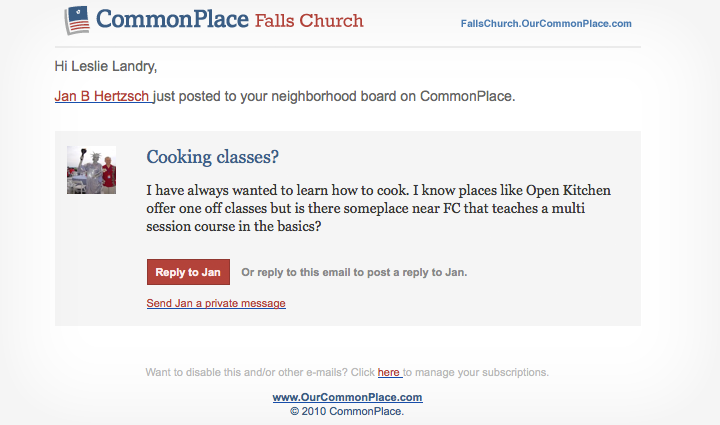 CommonPlace Falls Church
FallsChurch.OurCommonPlace.com
Hi Leslie Landry,
Jan B Hertzsch just posted to your neighborhood board on CommonPlace.
Cooking classes?
I have always wanted to learn how to cook. I know places like Open Kitchen
offer one off classes but is there someplace near FC that teaches a multi
session course in the basics?
Reply to Jan Or reply to this email to post a reply to Jan.
Send Jan a private message
Want to disable this and/or other e-mails? Click here to manage your subscriptions.
www.OurCommonPlace.com
© 2010 CommonPlace.